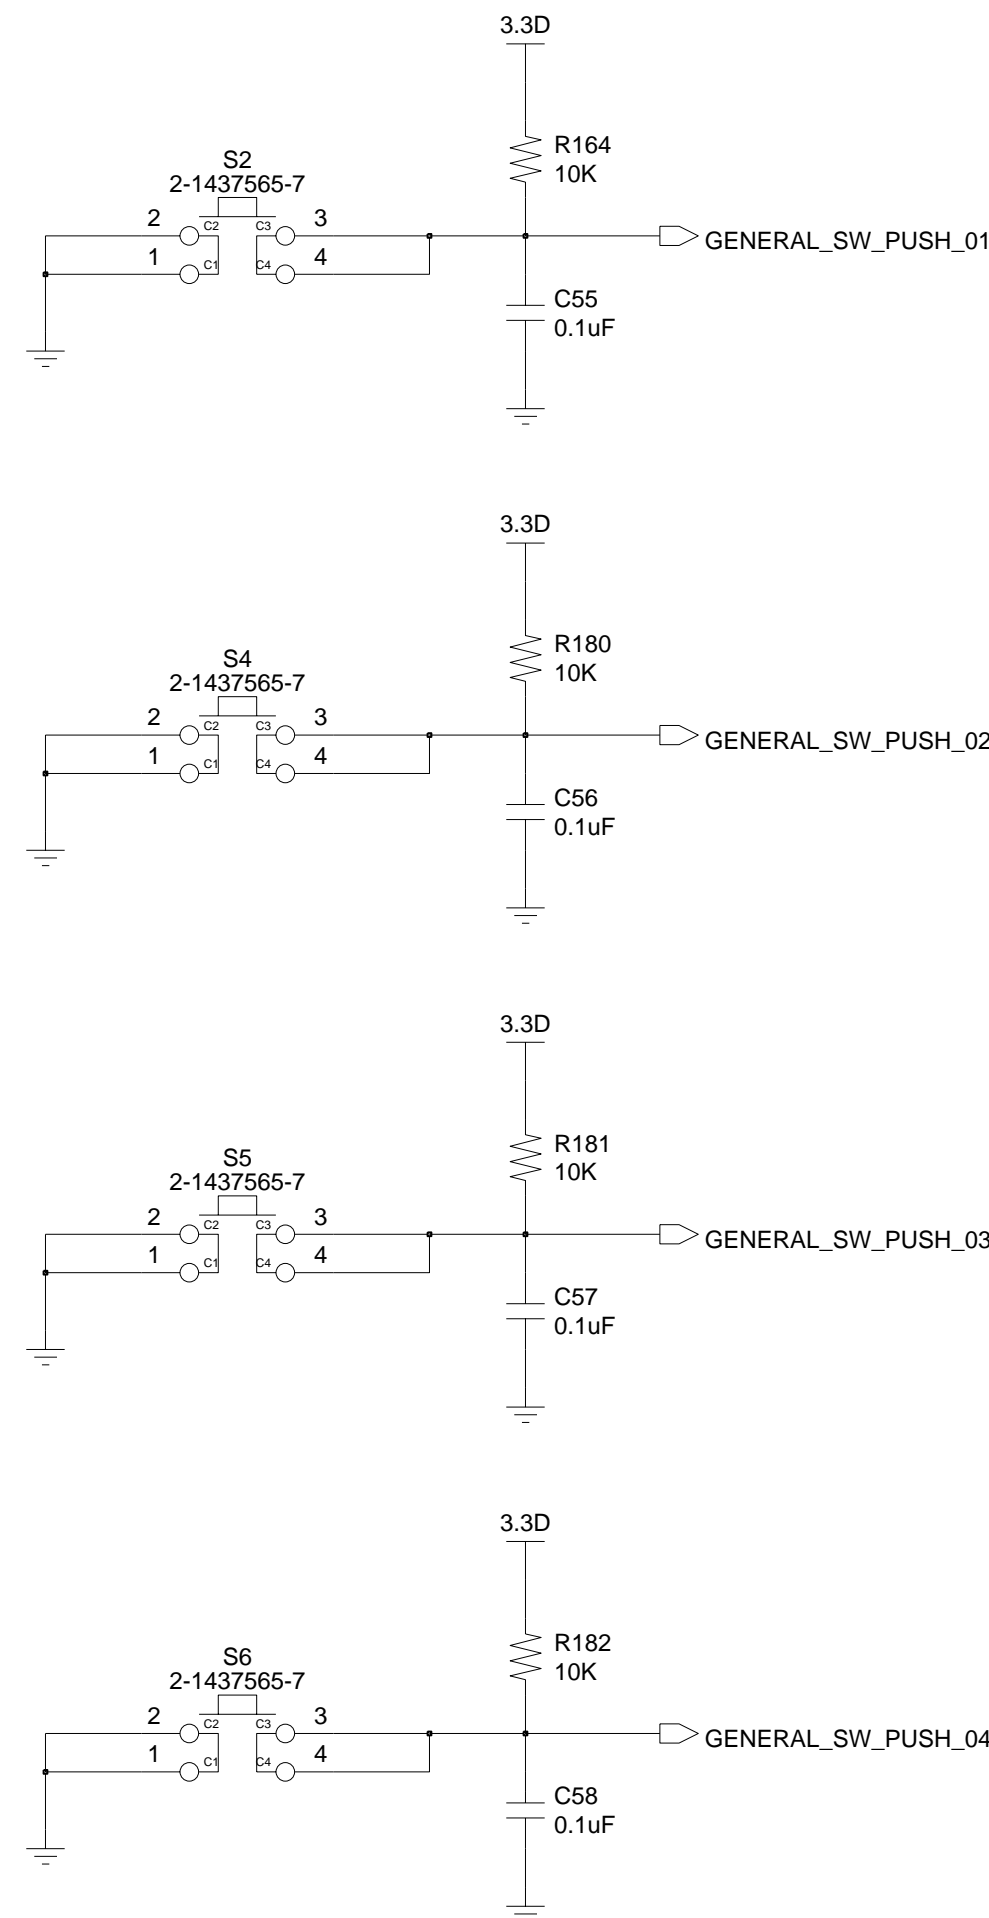 3.3D
R164
10K
S2
2-1437565-7
2 C2 C3 3
1 C1 C4 4
GENERAL_SW_PUSH_01
C55
0.1uF
3.3D
R180
10K
S4
2-1437565-7
2 C2 C3 3
1 C1 C4 4
GENERAL_SW_PUSH_02
C56
0.1uF
3.3D
R181
10K
S5
2-1437565-7
2 C2 C3 3
1 C1 C4 4
GENERAL_SW_PUSH_03
C57
0.1uF
3.3D
R182
10K
S6
2-1437565-7
2 C2 C3 3
1 C1 C4 4
GENERAL_SW_PUSH_04
C58
0.1uF